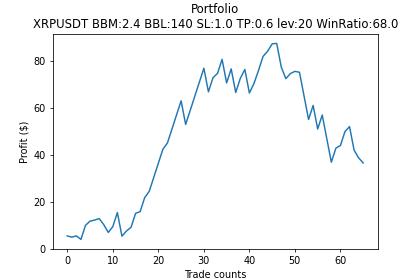 Portfolio
XRPUSDT BBM:2.4 BBL:140 SL:1.0 TP:0.6 lev:20 WinRatio:68.0
80
60
40
20
0
Profit ($)
0 10 20 30 40 50 60
Trade counts